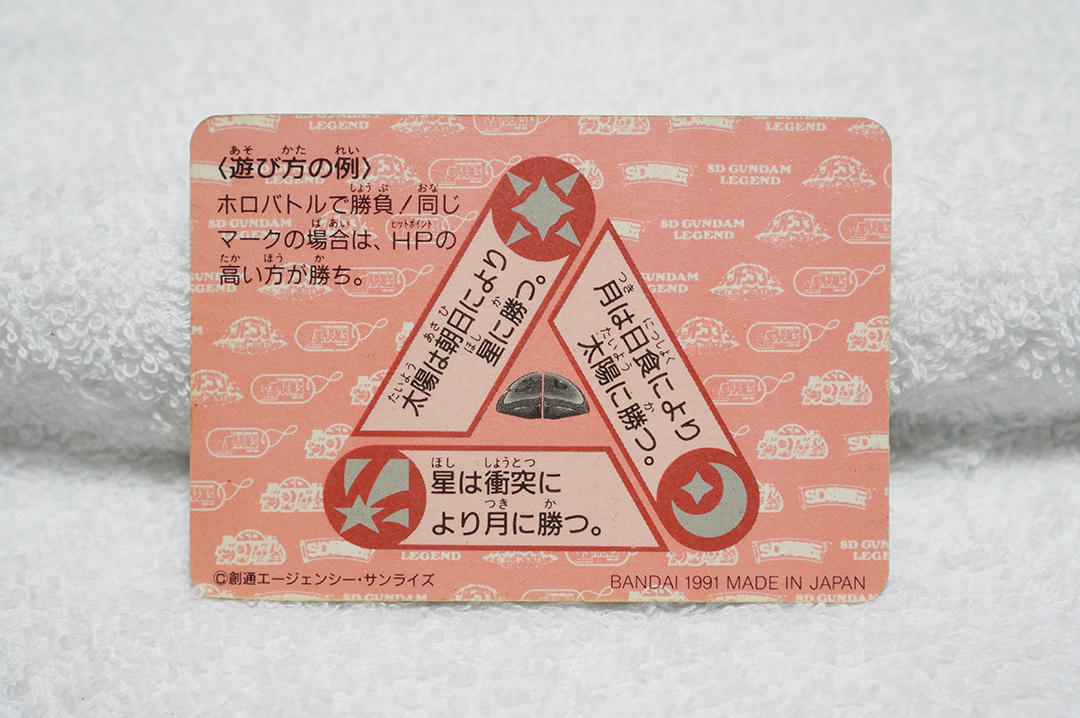 〈遊び方の例〉
ホロバトルで勝負!同じ
マークの場合は、HPの
高い方が勝ち。
太陽は朝日により
星に勝つ。
月は日食により
太陽に勝つ。
星は衝突に
より月に勝つ。
©創通エージェンシー・サンライズ
BANDAI 1991 MADE IN JAPAN
SD GUNDAM
LEGEND